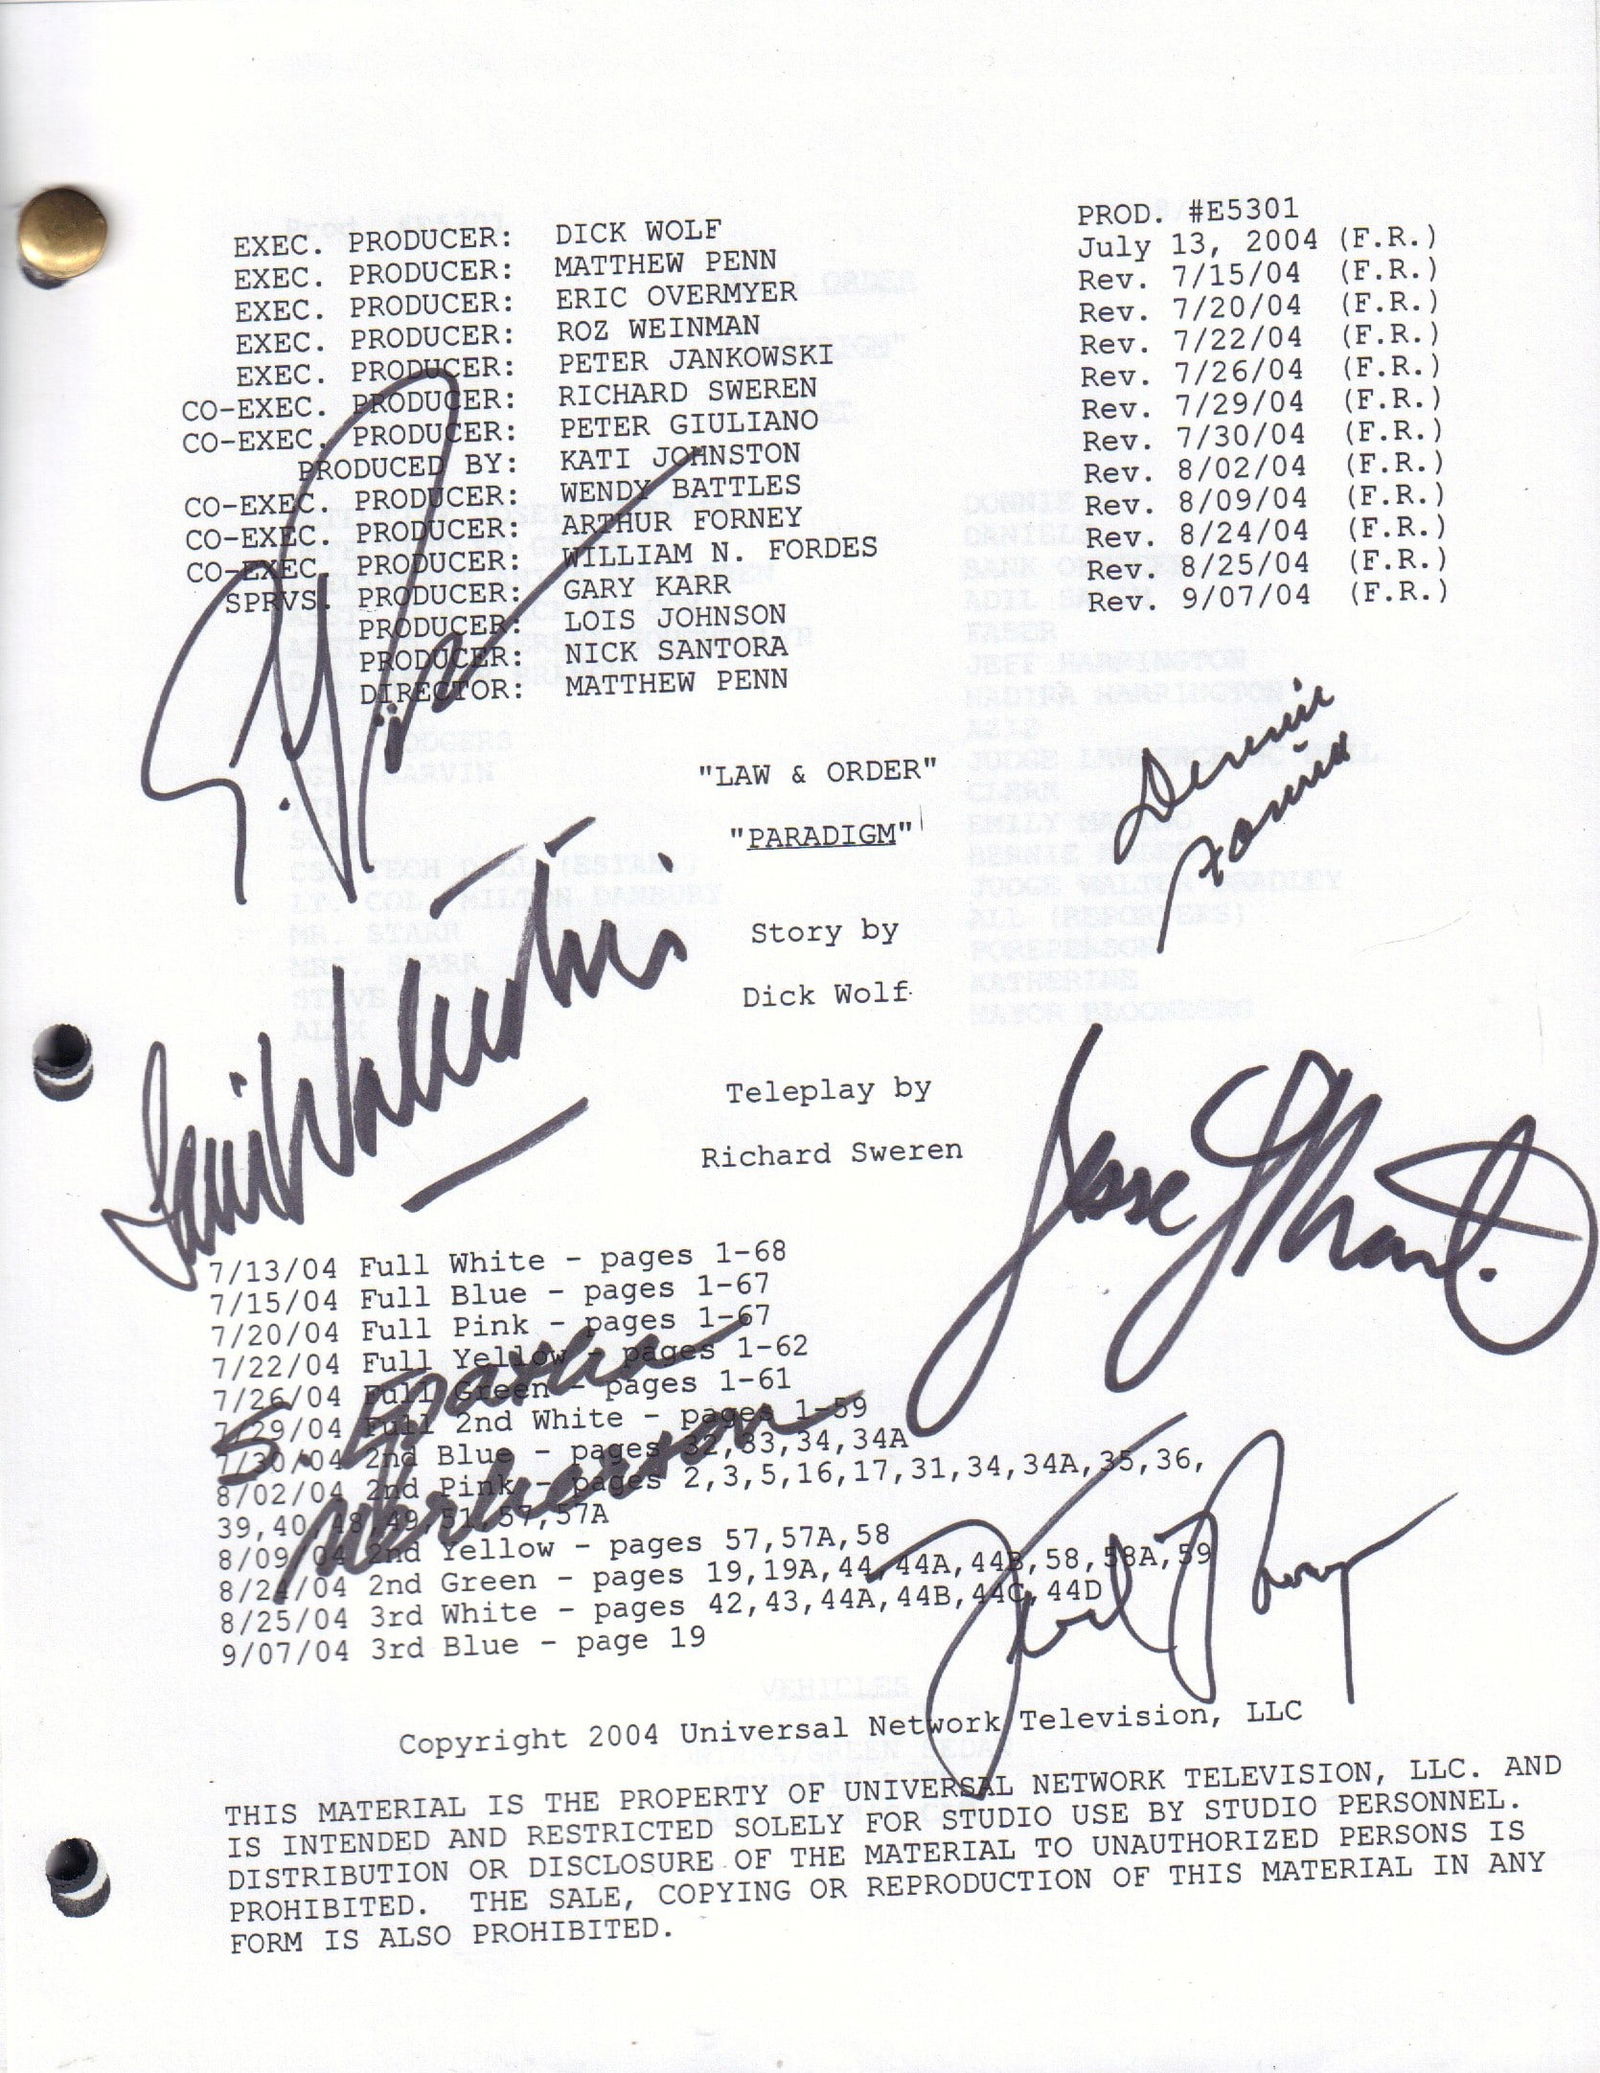 EXEC. PRODUCER: DICK WOLF
EXEC. PRODUCER: MATTHEW PENN
EXEC. PRODUCER: ERIC OVERMYER
EXEC. PRODUCER: ROZ WEINMAN
EXEC. PRODUCER: PETER JANKOWSKI
CO-EXEC. PRODUCER: RICHARD SWEREN
CO-EXEC. PRODUCER: PETER GIULIANO
PRODUCED BY: KATI JOHNSTON
CO-EXEC. PRODUCER: WENDY BATTLES
CO-EXEC. PRODUCER: ARTHUR FORNEY
CO-EXEC. PRODUCER: WILLIAM N. FORDES
SPRVS. PRODUCER: GARY KARR
PRODUCER: LOIS JOHNSON
PRODUCER: NICK SANTORA
DIRECTOR: MATTHEW PENN
PROD. #E5301
July 13, 2004 (F.R.)
Rev. 7/15/04 (F.R.)
Rev. 7/20/04 (F.R.)
Rev. 7/22/04 (F.R.)
Rev. 7/26/04 (F.R.)
Rev. 7/29/04 (F.R.)
Rev. 7/30/04 (F.R.)
Rev. 8/02/04 (F.R.)
Rev. 8/09/04 (F.R.)
Rev. 8/24/04 (F.R.)
Rev. 8/25/04 (F.R.)
Rev. 9/07/04 (F.R.)
"LAW & ORDER"
"PARADIGM"
Dennis
Farina
Story by
Dick Wolf
Teleplay by
Richard Sweren
Jesse L. Martin
7/13/04 Full White - pages 1-68
7/15/04 Full Blue - pages 1-67
7/20/04 Full Pink - pages 1-67
7/22/04 Full Yellow - pages 1-62
7/26/04 Full Green - pages 1-61
7/29/04 Full 2nd White - pages 1-59
7/30/04 2nd Blue - pages 32,33,34,34A
8/02/04 2nd Pink - pages 2,3,5,16,17,31,34,34A,35,36,
39,40,48,49,51,57,57A
8/09/04 2nd Yellow - pages 57,57A,58
8/24/04 2nd Green - pages 19,19A,44,44A,44B,58,58A,59
8/25/04 3rd White - pages 42,43,44A,44B,44C,44D
9/07/04 3rd Blue - page 19
S. Epatha
Merkerson
Copyright 2004 Universal Network Television, LLC
THIS MATERIAL IS THE PROPERTY OF UNIVERSAL NETWORK TELEVISION, LLC. AND
IS INTENDED AND RESTRICTED SOLELY FOR STUDIO USE BY STUDIO PERSONNEL.
DISTRIBUTION OR DISCLOSURE OF THE MATERIAL TO UNAUTHORIZED PERSONS IS
PROHIBITED. THE SALE, COPYING OR REPRODUCTION OF THIS MATERIAL IN ANY
FORM IS ALSO PROHIBITED.